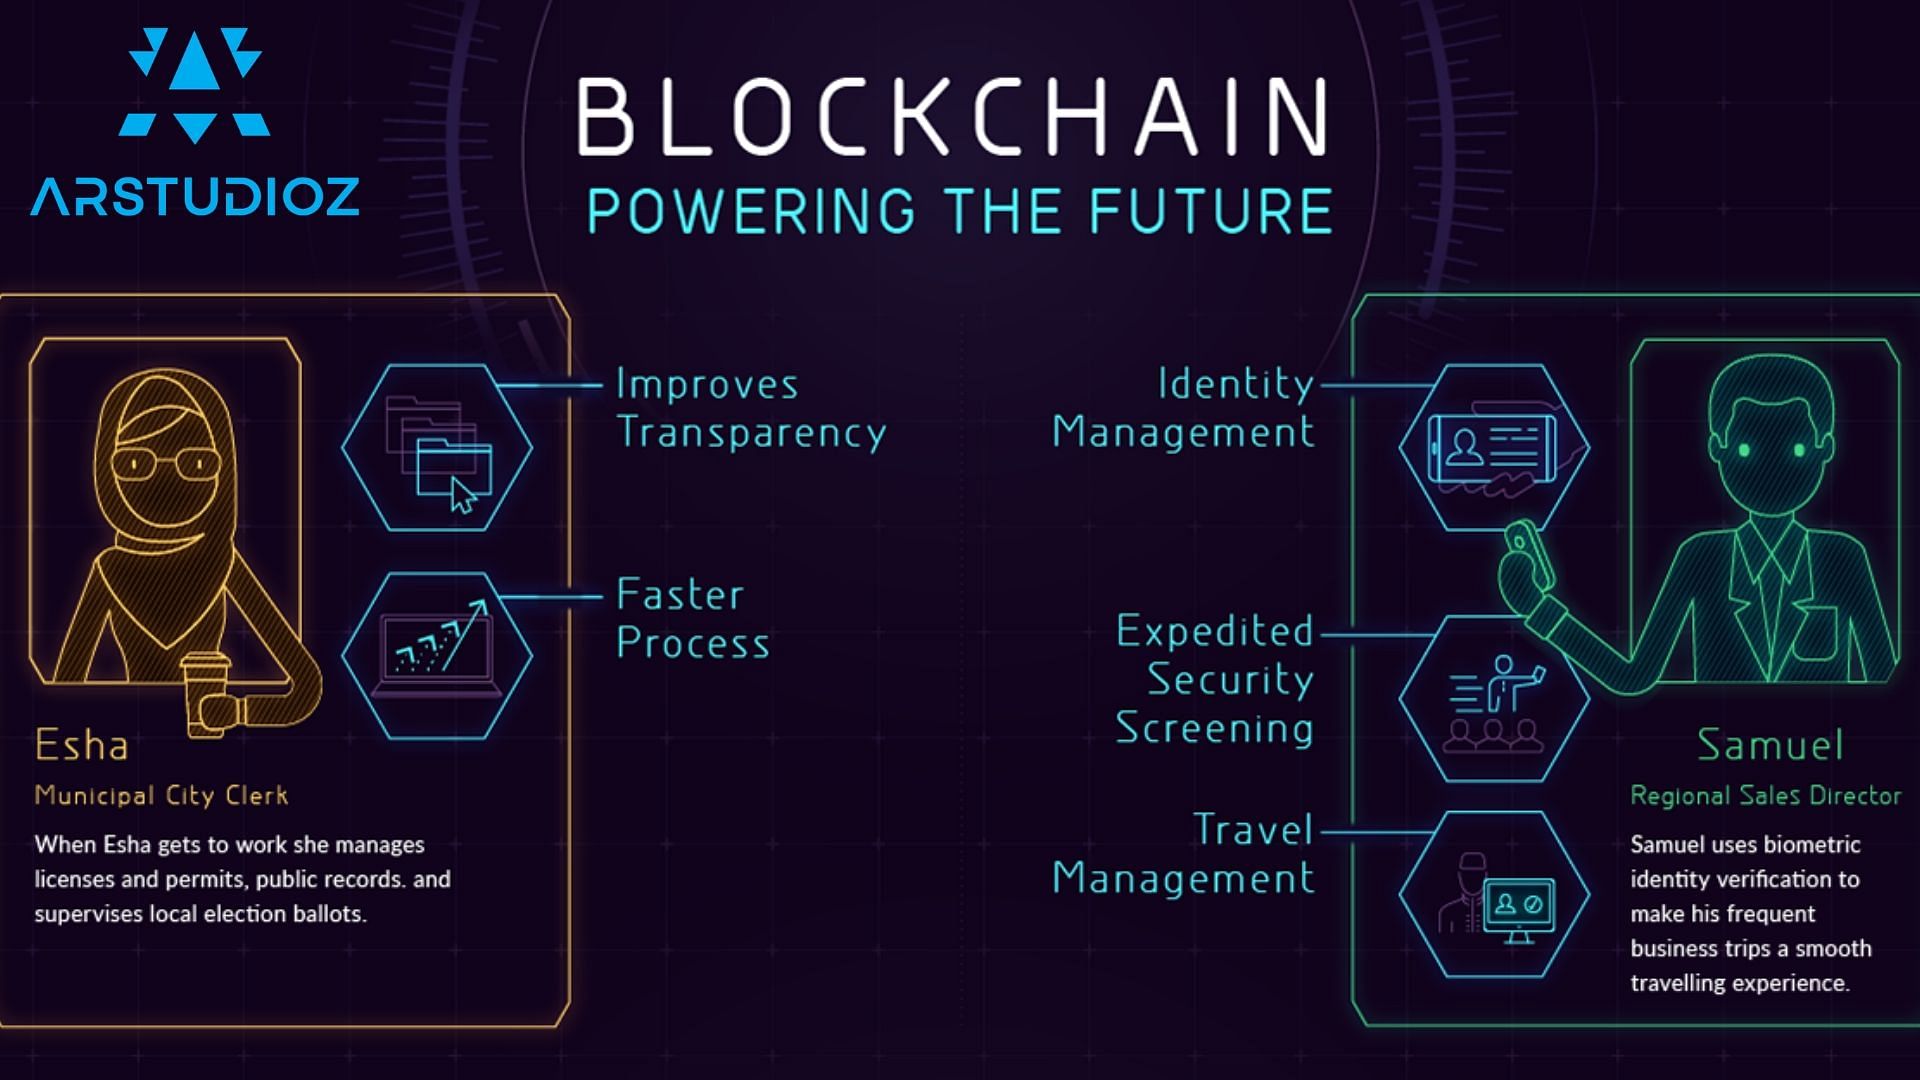 ARSTUDIOZ
BLOCKCHAIN
POWERING THE FUTURE
Improves
Transparency
Faster
Process
Esha
Municipal City Clerk
When Esha gets to work she manages
licenses and permits, public records. and
supervises local election ballots.
Identity
Management
Expedited
Security
Screening
Travel
Management
Samuel
Regional Sales Director
Samuel uses biometric
identity verification to
make his frequent
business trips a smooth
travelling experience.